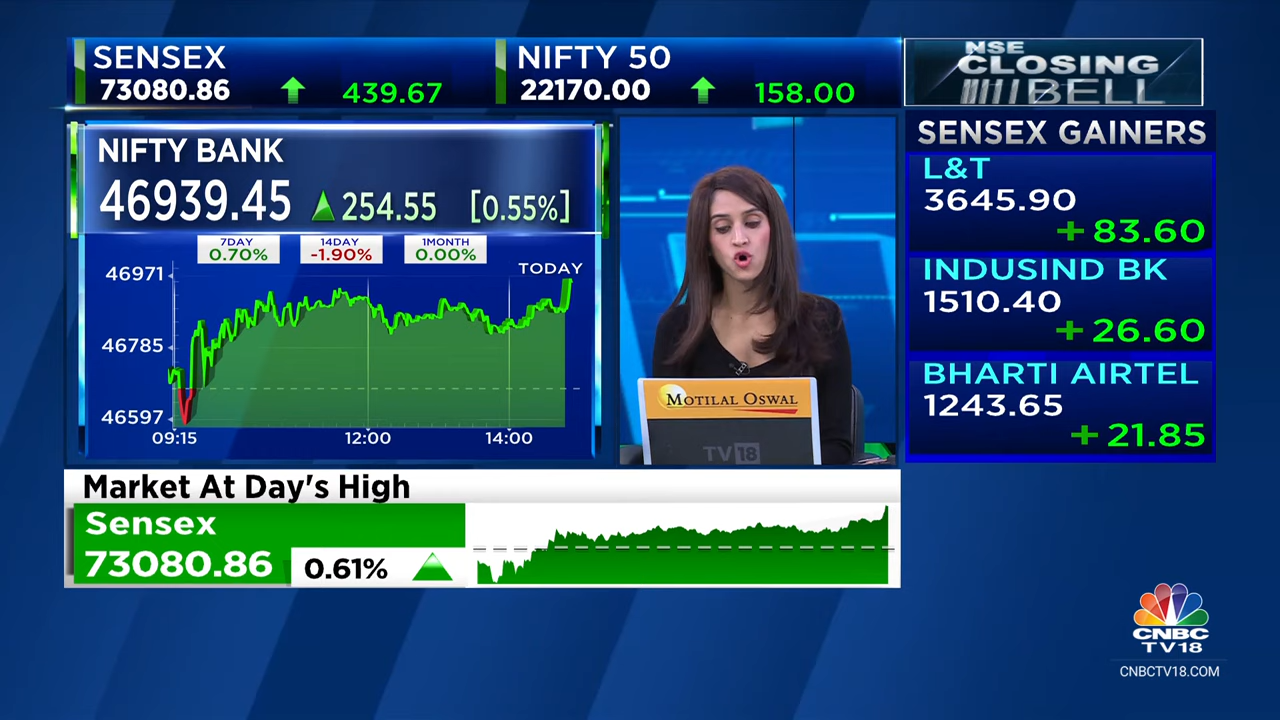 SENSEX
73080.86 439.67
NIFTY 50
22170.00 158.00
NSE
CLOSING
BELL
NIFTY BANK
46939.45 254.55 [0.55%]
7DAY
0.70%
14DAY
-1.90%
1MONTH
0.00%
TODAY
46971
46785
46597
09:15 12:00 14:00
MOTILAL OSWAL
TV18
SENSEX GAINERS
L&T
3645.90
+ 83.60
INDUSIND BK
1510.40
+ 26.60
BHARTI AIRTEL
1243.65
+ 21.85
Market At Day's High
Sensex
73080.86 0.61%
CNBC
TV18
CNBCTV18.COM